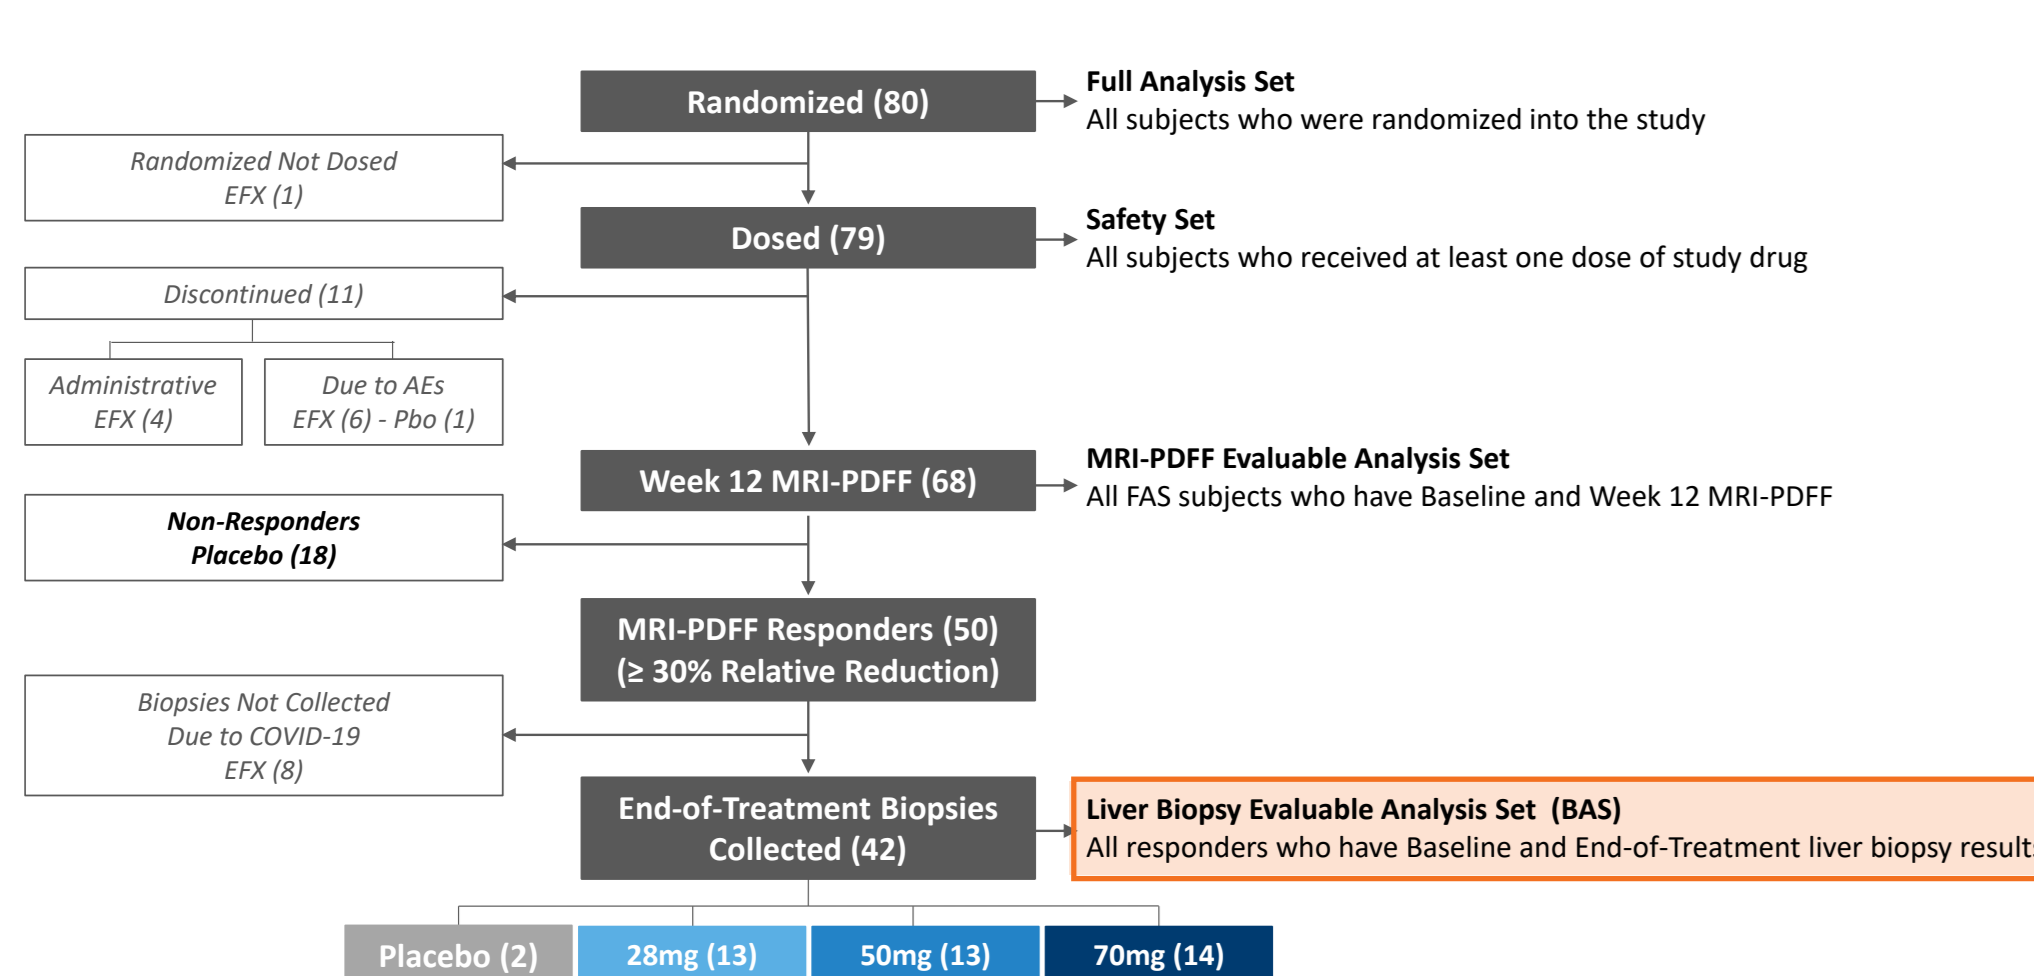 Randomized (80)
Full Analysis Set
All subjects who were randomized into the study
Randomized Not Dosed
EFX (1)
Dosed (79)
Safety Set
All subjects who received at least one dose of study drug
Discontinued (11)
Administrative
EFX (4)
Due to AEs
EFX (6) - Pbo (1)
Week 12 MRI-PDFF (68)
MRI-PDFF Evaluable Analysis Set
All FAS subjects who have Baseline and Week 12 MRI-PDFF
Non-Responders
Placebo (18)
MRI-PDFF Responders (50)
(≥ 30% Relative Reduction)
Biopsies Not Collected
Due to COVID-19
EFX (8)
End-of-Treatment Biopsies
Collected (42)
Liver Biopsy Evaluable Analysis Set (BAS)
All responders who have Baseline and End-of-Treatment liver biopsy results
Placebo (2)
28mg (13)
50mg (13)
70mg (14)